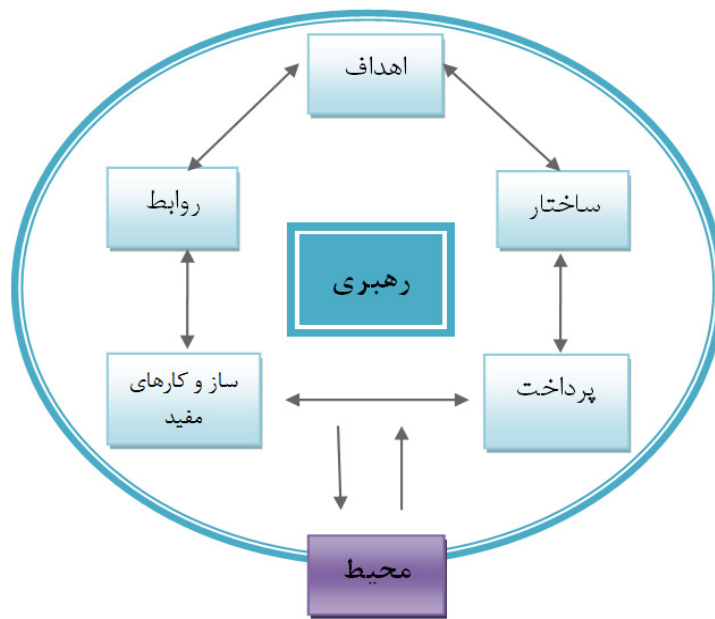 اهداف
روابط
ساختار
رهبری
ساز و کارهای
مفید
پرداخت
محیط